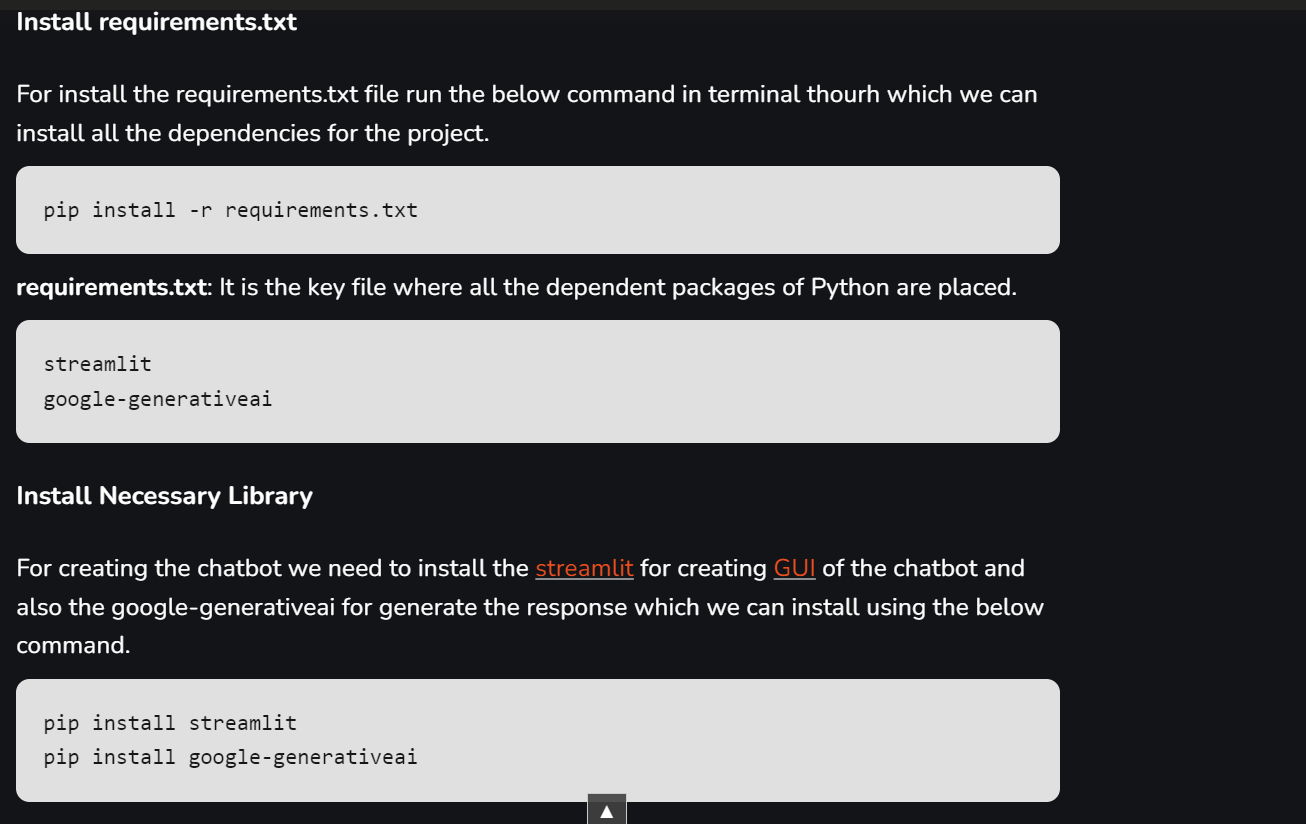 Install requirements.txt
For install the requirements.txt file run the below command in terminal thourh which we can
install all the dependencies for the project.
pip install -r requirements.txt
requirements.txt: It is the key file where all the dependent packages of Python are placed.
streamlit
google-generativeai
Install Necessary Library
For creating the chatbot we need to install the streamlit for creating GUI of the chatbot and
also the google-generativeai for generate the response which we can install using the below
command.
pip install streamlit
pip install google-generativeai